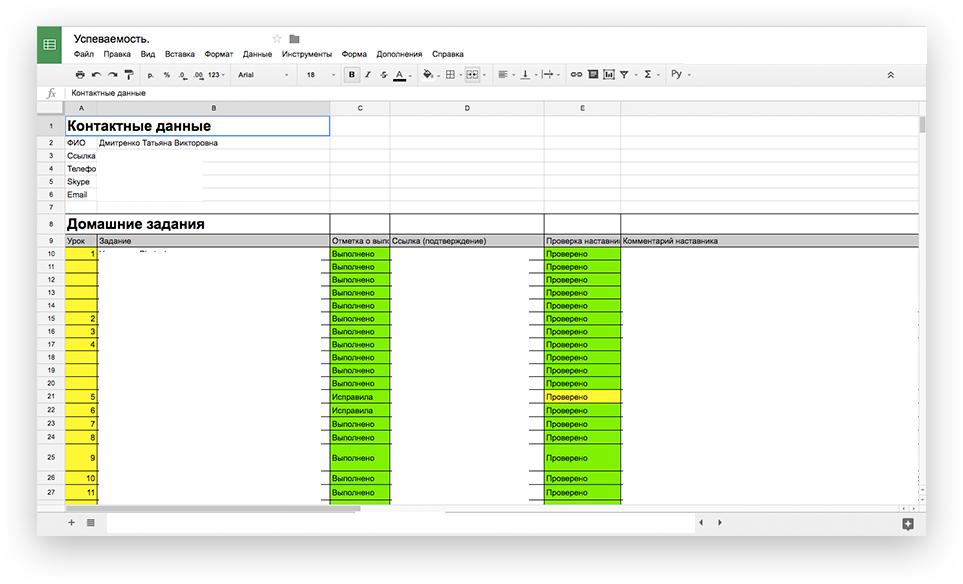 Успеваемость.
Файл Правка Вид Вставка Формат Данные Инструменты Форма Дополнения Справка
р. % .0 .00 123 Arial 18 B I S A Σ Ру
fx Контактные данные
A B C D E
1 Контактные данные
2 ФИО Дмитренко Татьяна Викторовна
3 Ссылка
4 Телефо
5 Skype
6 Email
7
8 Домашние задания
9 Урок Задание Отметка о выпо Ссылка (подтверждение) Проверка наставни Комментарий наставника
10 1 Выполнено Проверено
11 Выполнено Проверено
12 Выполнено Проверено
13 Выполнено Проверено
14 Выполнено Проверено
15 2 Выполнено Проверено
16 3 Выполнено Проверено
17 4 Выполнено Проверено
18 Выполнено Проверено
19 Выполнено Проверено
20 Выполнено Проверено
21 5 Исправила Проверено
22 6 Исправила Проверено
23 7 Выполнено Проверено
24 8 Выполнено Проверено
25 9 Выполнено Проверено
26 10 Выполнено Проверено
27 11 Выполнено Проверено